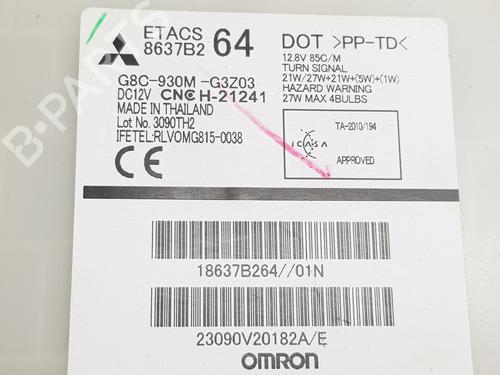 ETACS
8637B2 64
G8C-930M -G3Z03
DC12V CNC H-21241
MADE IN THAILAND
Lot No. 3090TH2
IFETEL:RLVOMG815-0038
CE
DOT >PP-TD<
12.8V 85C/M
TURN SIGNAL
21W/27W+21W+(5W)+(1W)
HAZARD WARNING
27W MAX 4BULBS
TA-2010/194
ICASA
APPROVED
18637B264//01N
23090V20182A/E
OMRON